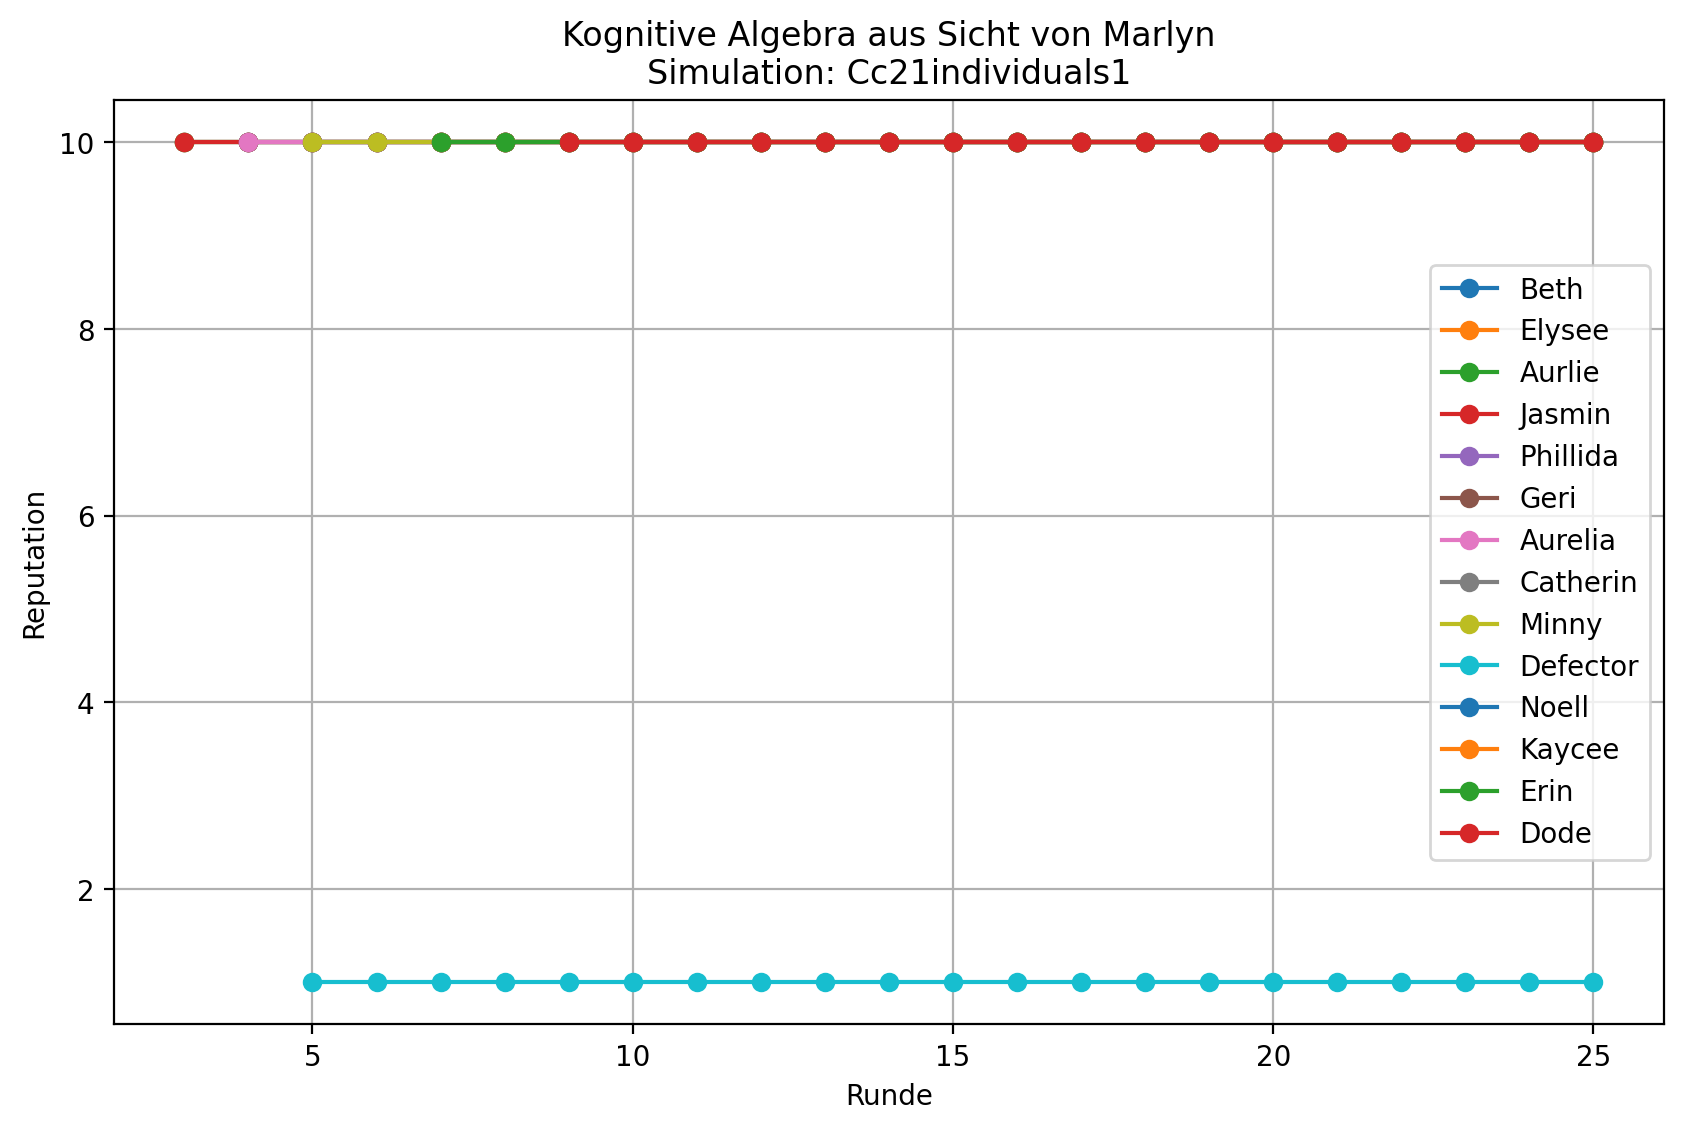 Kognitive Algebra aus Sicht von Marlyn
Simulation: Cc21individuals1
10
8
6
4
2
Reputation
Beth
Elysee
Aurlie
Jasmin
Phillida
Geri
Aurelia
Catherin
Minny
Defector
Noell
Kaycee
Erin
Dode
5
10
15
20
25
Runde